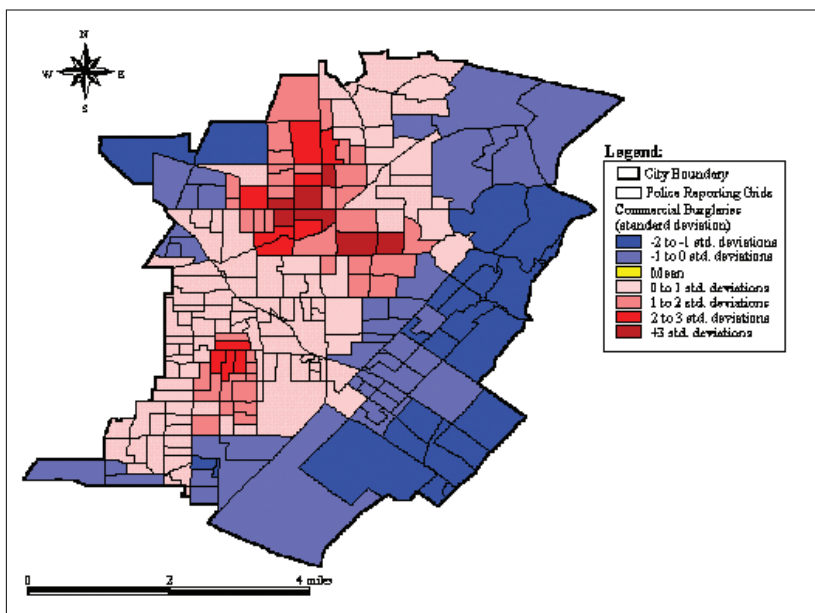 N
W E
S
Legend:
City Boundary
Police Reporting Grids
Commercial Burglaries
(standard deviation)
-2 to -1 std. deviations
-1 to 0 std. deviations
Mean
0 to 1 std. deviations
1 to 2 std. deviations
2 to 3 std. deviations
+3 std. deviations
0 2 4 miles